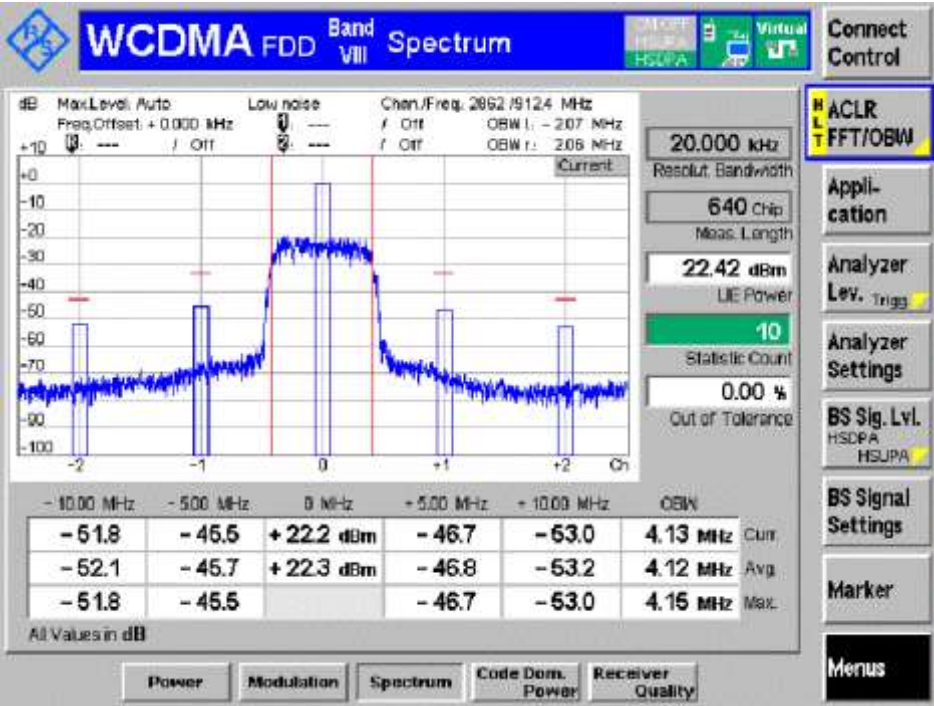 WCDMA FDD Band VIII Spectrum
HSDPA
Virtual
Connect Control
dB Max.Level: Auto Low noise Chan./Freq.: 2862 /912.4 MHz
Freq.Offset: + 0.000 kHz 1: --- / Off OBW l.: - 2.07 MHz
R: --- / Off 2: --- / Off OBW r.: 2.06 MHz
Current
+10
+0
-10
-20
-30
-40
-50
-60
-70
-90
-100
-2 -1 0 +1 +2 Ch
20.000 kHz
Resolut. Bandwidth
640 Chip
Meas. Length
22.42 dBm
UE Power
10
Statistic Count
0.00 %
Out of Tolerance
- 10.00 MHz - 5.00 MHz 0 MHz + 5.00 MHz + 10.00 MHz OBW
- 51.8 - 45.5 + 22.2 dBm - 46.7 - 53.0 4.13 MHz Curr.
- 52.1 - 45.7 + 22.3 dBm - 46.8 - 53.2 4.12 MHz Avg.
- 51.8 - 45.5 - 46.7 - 53.0 4.15 MHz Max.
All Values in dB
HLT
ACLR
FFT/OBW
Appli-
cation
Analyzer
Lev. Trigg.
Analyzer
Settings
BS Sig. Lvl.
HSDPA
HSUPA
BS Signal
Settings
Marker
Menus
Power
Modulation
Spectrum
Code Dom.
Power
Receiver
Quality